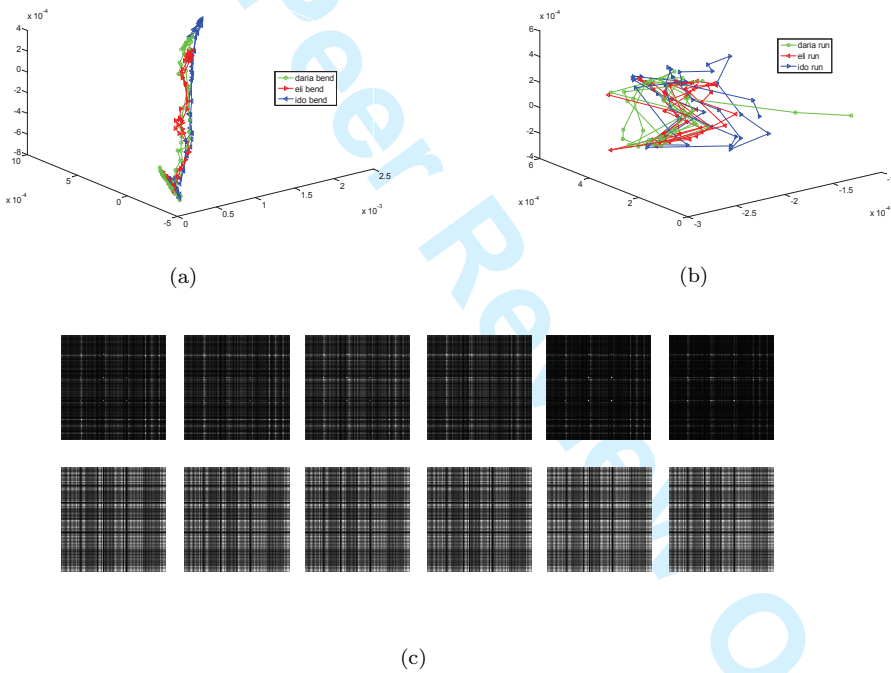 x 10⁻⁴
4
2
0
-2
-4
-6
-8
10
5
0
-5
x 10⁻⁴
0
0.5
1
1.5
2
2.5
x 10⁻³
daria bend
eli bend
ido bend
(a)
x 10⁻⁴
6
4
2
0
-2
-4
6
4
2
0
x 10⁻⁴
-3
-2.5
-2
-1.5
x 10⁻⁴
daria run
eli run
ido run
(b)
(c)
eer Review O